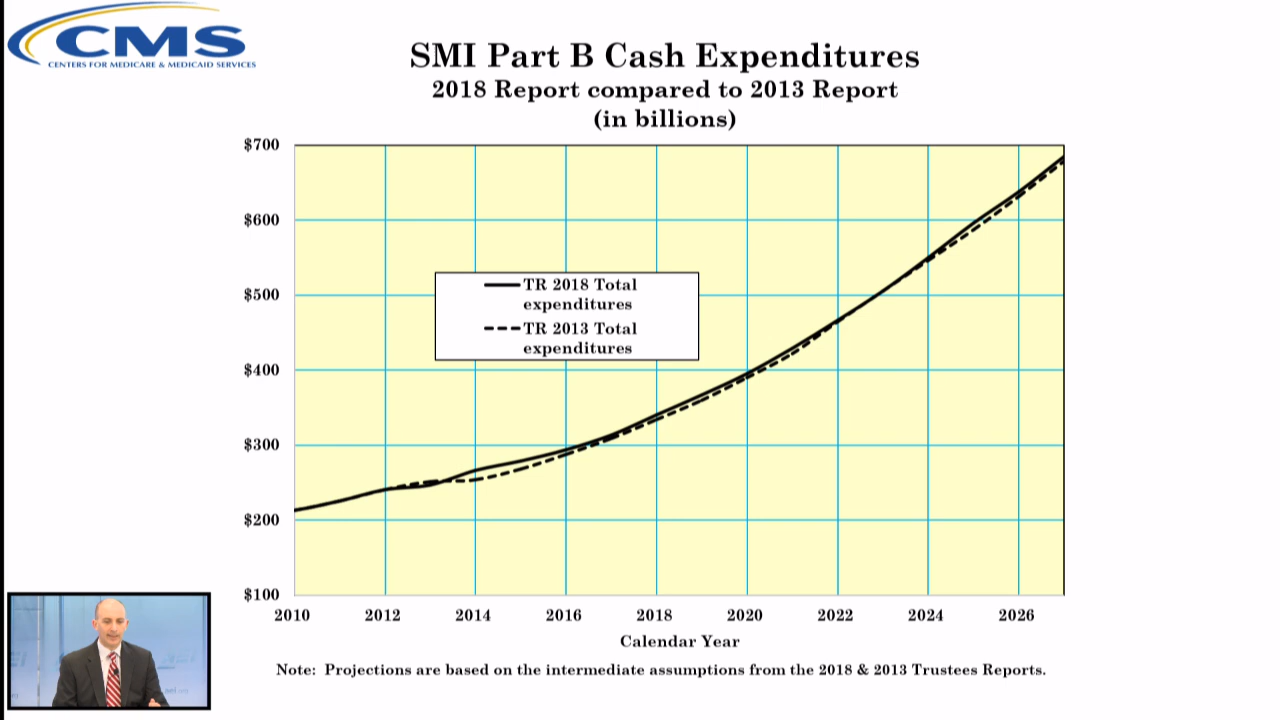 CMS
CENTERS FOR MEDICARE & MEDICAID SERVICES
SMI Part B Cash Expenditures
2018 Report compared to 2013 Report
(in billions)
$700
$600
$500
$400
$300
$200
$100
TR 2018 Total
expenditures
TR 2013 Total
expenditures
2010 2012 2014 2016 2018 2020 2022 2024 2026
Calendar Year
Note: Projections are based on the intermediate assumptions from the 2018 & 2013 Trustees Reports.